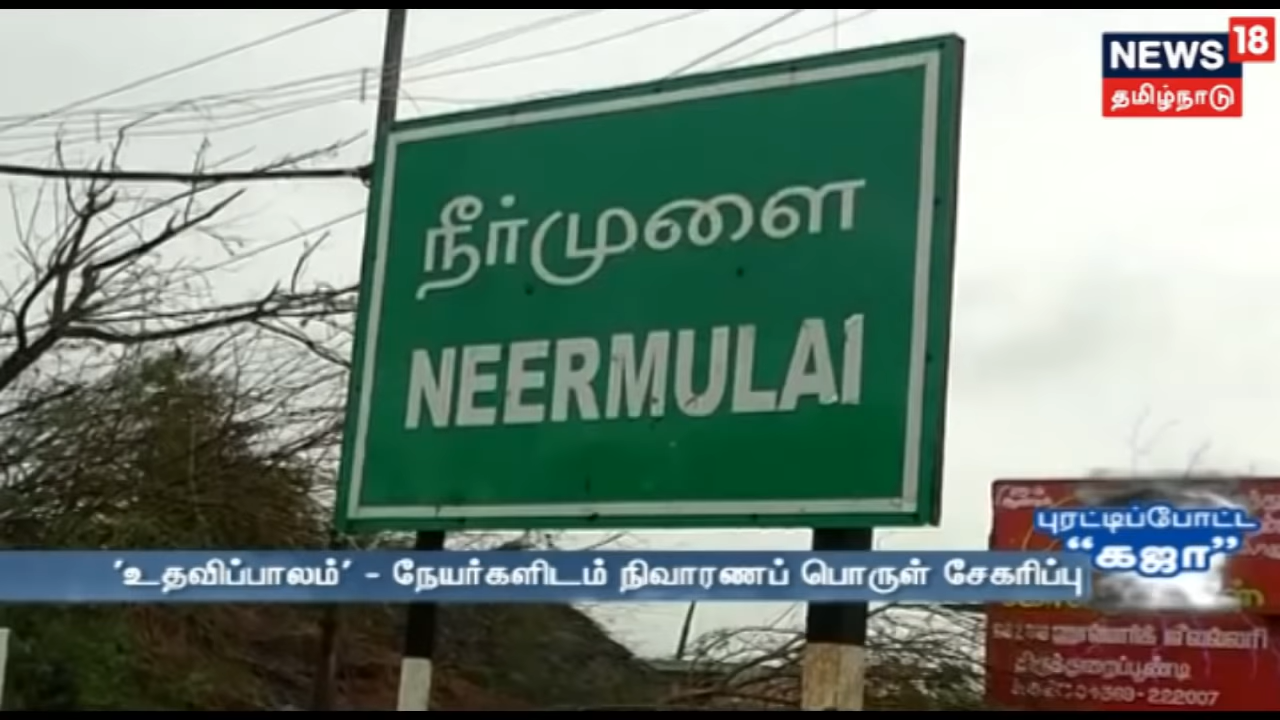 NEWS 18
தமிழ்நாடு
நீர்முளை
NEERMULAI
புரட்டிப்போட்ட
“கஜா”
'உதவிப்பாலம்' - நேயர்களிடம் நிவாரணப் பொருள் சேகரிப்பு
திருத்துறைப்பூண்டி
222007